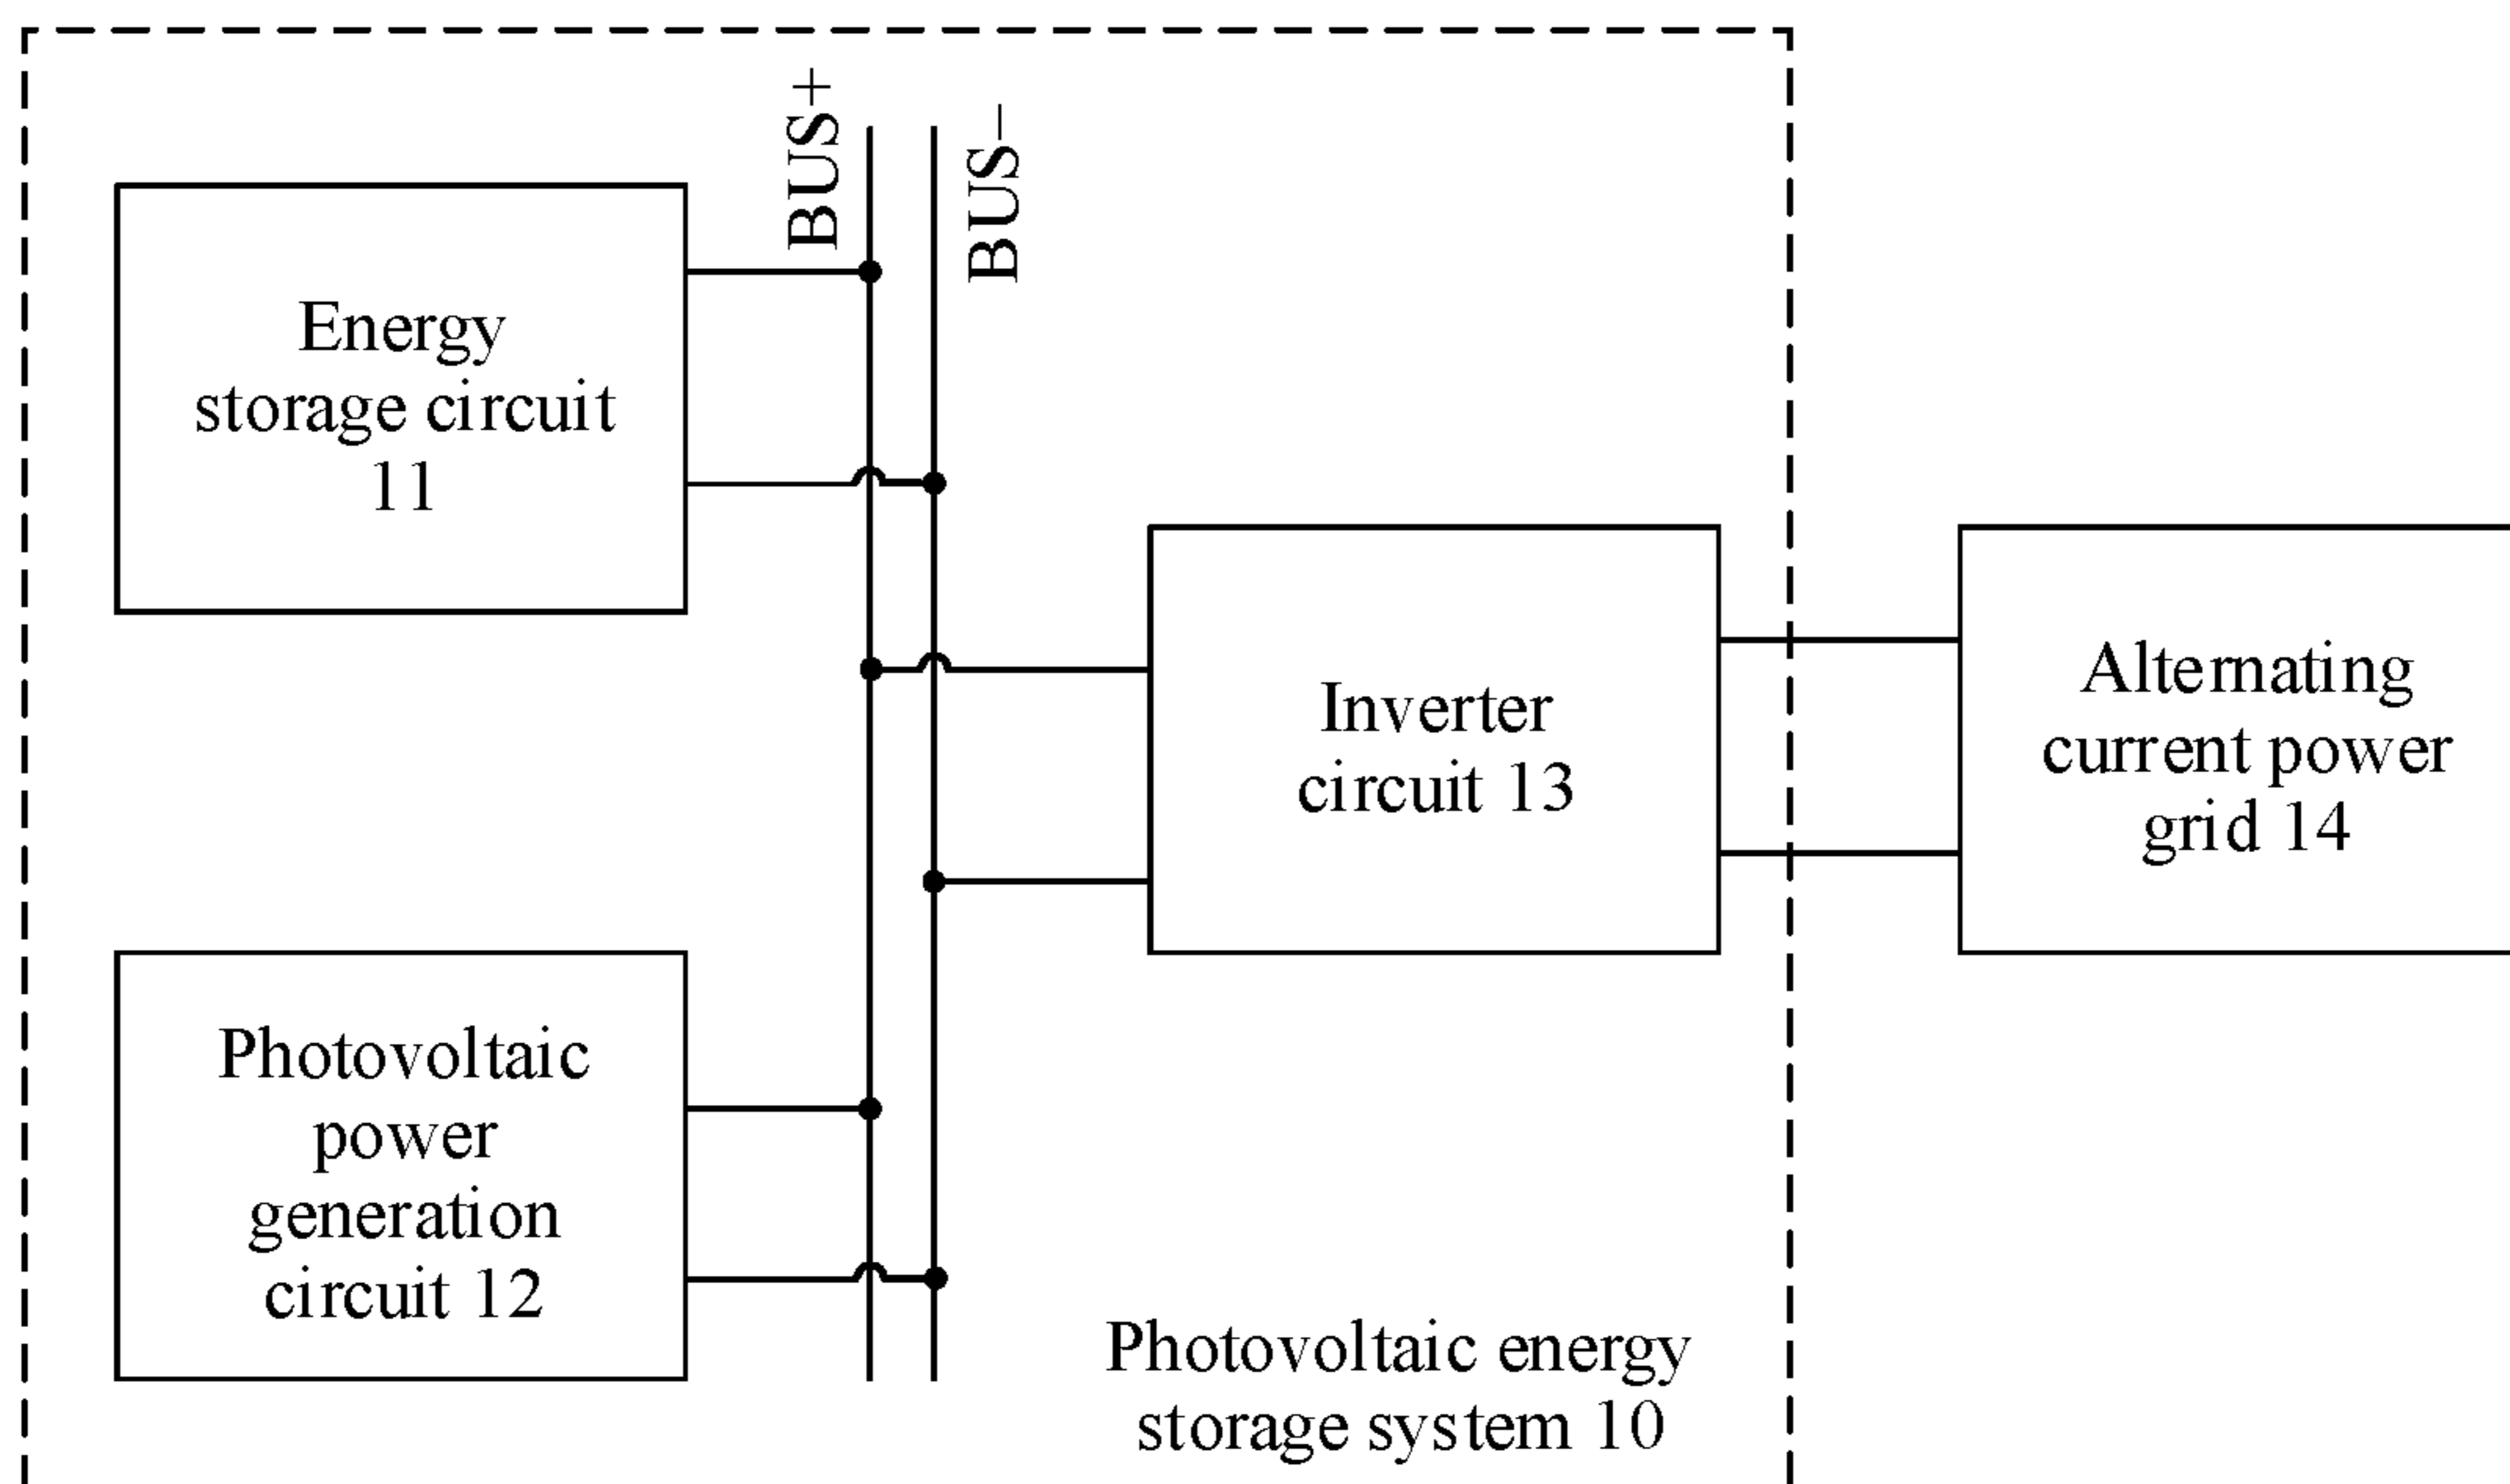 BUS+
BUS–
Energy
storage circuit
11
Inverter
circuit 13
Alternating
current power
grid 14
Photovoltaic
power
generation
circuit 12
Photovoltaic energy
storage system 10